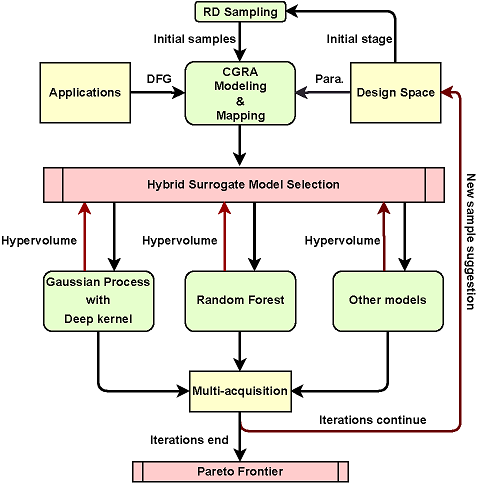 RD Sampling
Initial samples
Initial stage
Applications
DFG
CGRA
Modeling
&
Mapping
Para.
Design Space
Hybrid Surrogate Model Selection
Hypervolume
Hypervolume
Hypervolume
New sample suggestion
Gaussian Process
with
Deep kernel
Random Forest
Other models
Multi-acquisition
Iterations continue
Iterations end
Pareto Frontier